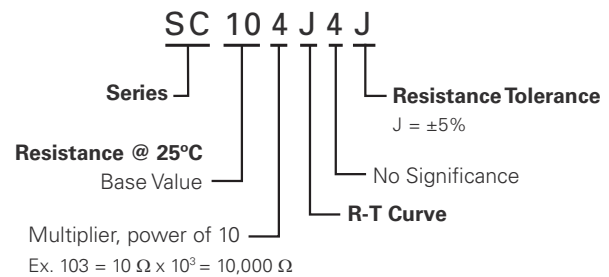 SC 10 4 J 4 J
Series
Resistance Tolerance
J = ±5%
Resistance @ 25ºC
Base Value
No Significance
R-T Curve
Multiplier, power of 10
Ex. 103 = 10 Ω x 10³ = 10,000 Ω